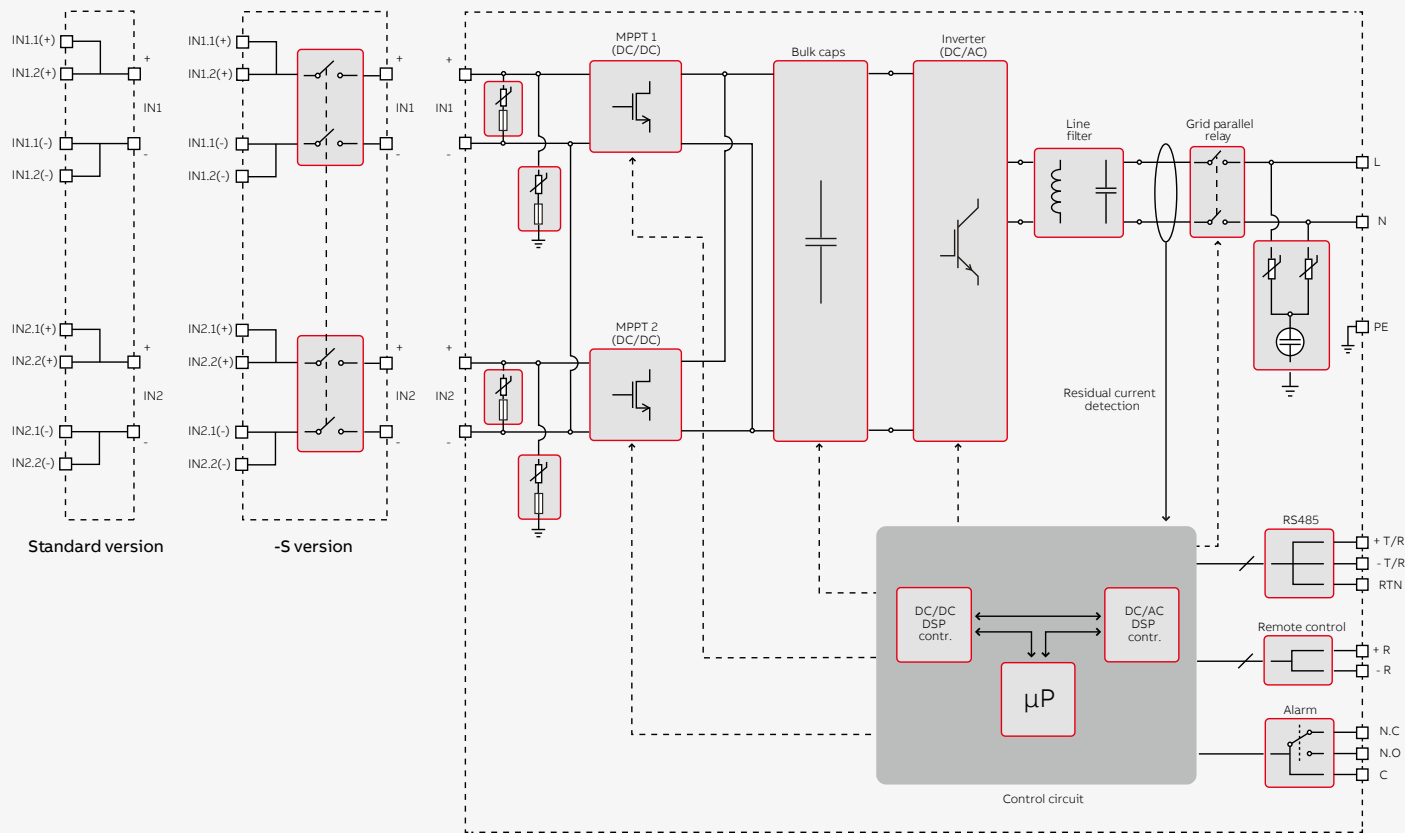 IN1.1(+)
IN1.2(+)
+
IN1
IN1.1(-)
IN1.2(-)
-
IN2.1(+)
IN2.2(+)
+
IN2
IN2.1(-)
IN2.2(-)
-
Standard version
IN1.1(+)
IN1.2(+)
+
IN1
IN1.1(-)
IN1.2(-)
-
IN2.1(+)
IN2.2(+)
+
IN2
IN2.1(-)
IN2.2(-)
-
-S version
+
IN1
-
+
IN2
-
MPPT 1
(DC/DC)
MPPT 2
(DC/DC)
Bulk caps
Inverter
(DC/AC)
Line
filter
Grid parallel
relay
L
N
PE
Residual current
detection
DC/DC
DSP
contr.
DC/AC
DSP
contr.
µP
Control circuit
RS485
+ T/R
- T/R
RTN
Remote control
+ R
- R
Alarm
N.C
N.O
C